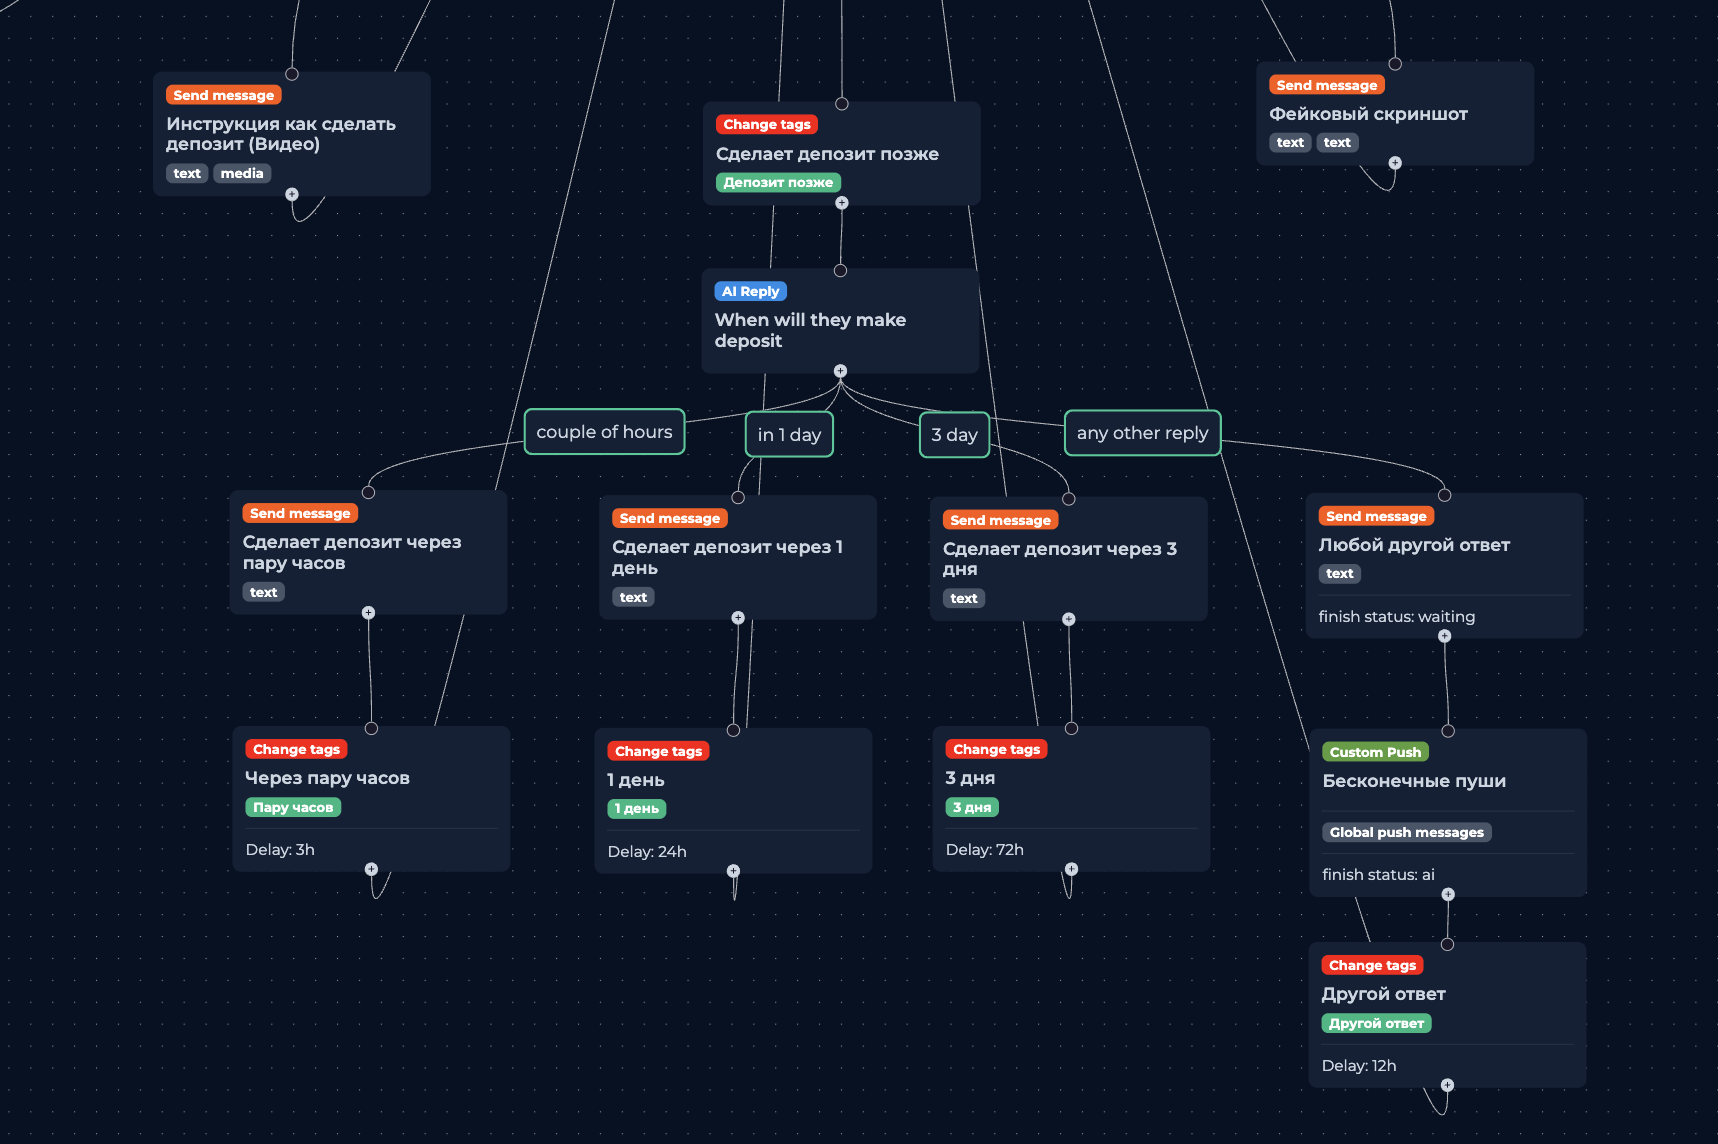 Send message
Инструкция как сделать
депозит (Видео)
text media
Change tags
Сделает депозит позже
Депозит позже
Send message
Фейковый скриншот
text text
AI Reply
When will they make
deposit
couple of hours
in 1 day
3 day
any other reply
Send message
Сделает депозит через
пару часов
text
Send message
Сделает депозит через 1
день
text
Send message
Сделает депозит через 3
дня
text
Send message
Любой другой ответ
text
finish status: waiting
Change tags
Через пару часов
Пару часов
Delay: 3h
Change tags
1 день
1 день
Delay: 24h
Change tags
3 дня
3 дня
Delay: 72h
Custom Push
Бесконечные пуши
Global push messages
finish status: ai
Change tags
Другой ответ
Другой ответ
Delay: 12h